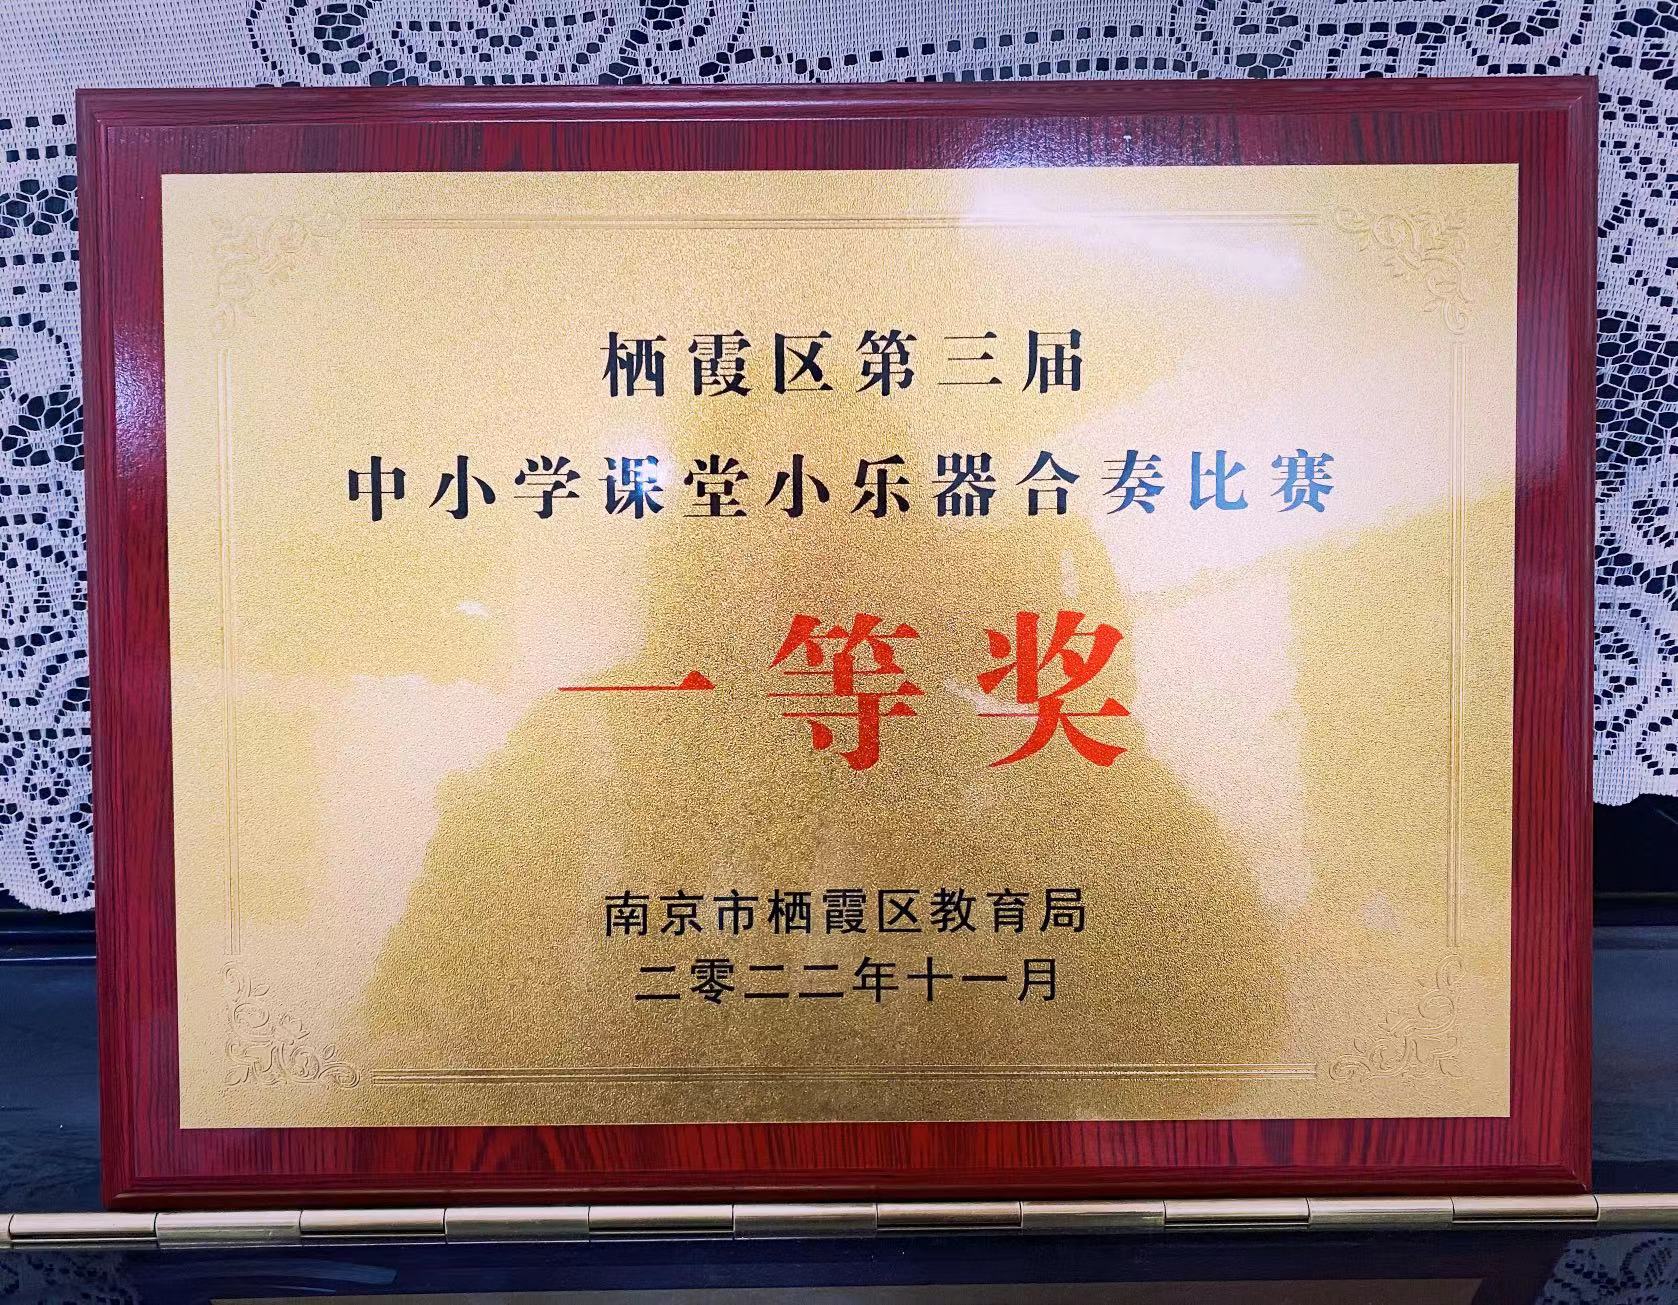 栖霞区第三届
中小学课堂小乐器合奏比赛
一等奖
南京市栖霞区教育局
二零二二年十一月